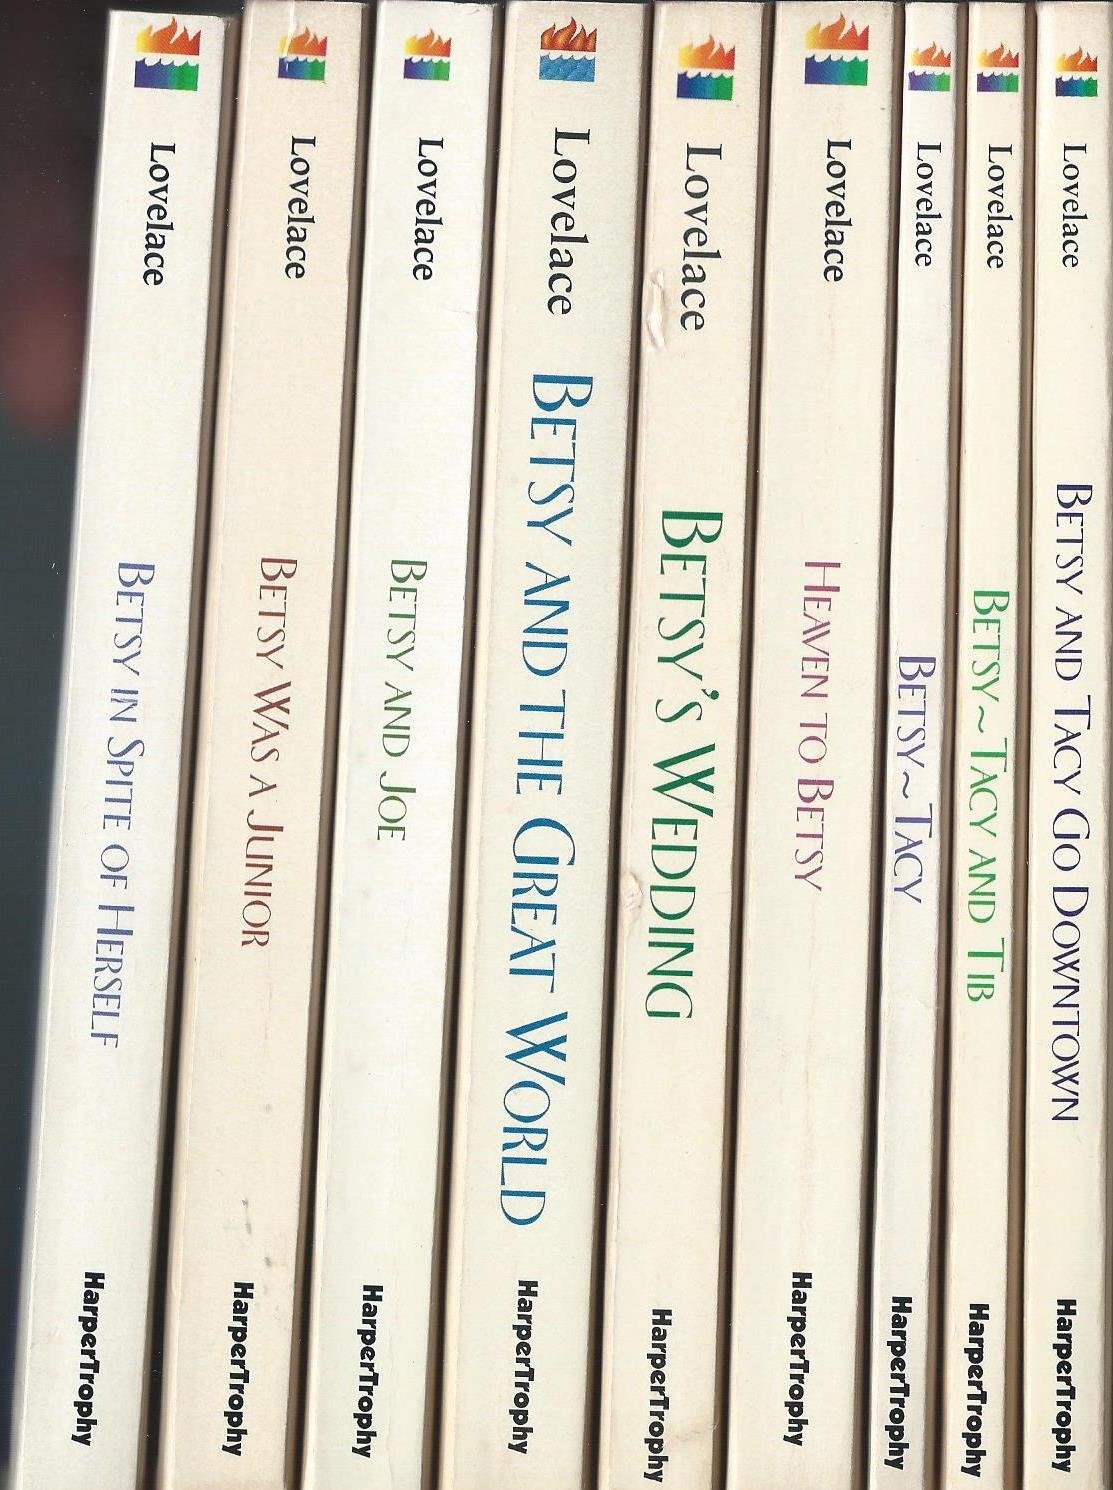 Lovelace BETSY IN SPITE OF HERSELF HarperTrophy
Lovelace BETSY WAS A JUNIOR HarperTrophy
Lovelace BETSY AND JOE HarperTrophy
Lovelace BETSY AND THE GREAT WORLD HarperTrophy
Lovelace BETSY'S WEDDING HarperTrophy
Lovelace HEAVEN TO BETSY HarperTrophy
Lovelace BETSY~TACY HarperTrophy
Lovelace BETSY~TACY AND TIB HarperTrophy
Lovelace BETSY AND TACY GO DOWNTOWN HarperTrophy